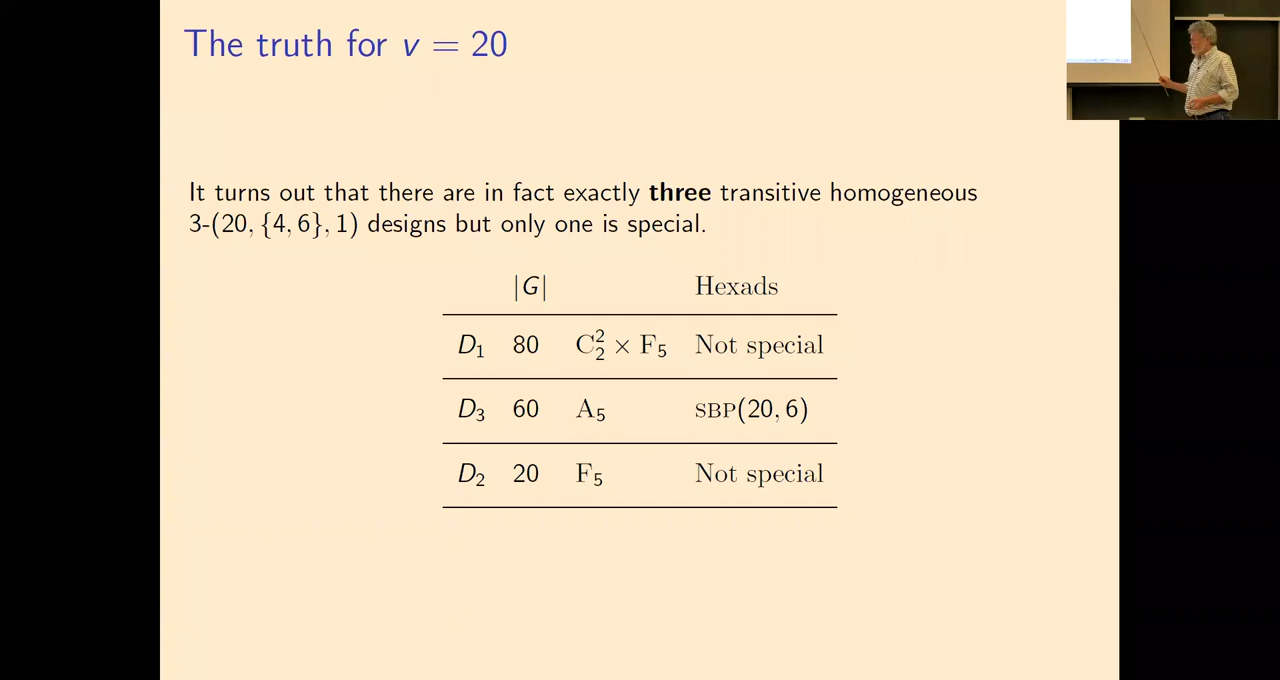 The truth for v = 20
It turns out that there are in fact exactly three transitive homogeneous
3-(20, {4, 6}, 1) designs but only one is special.
|G| Hexads
D₁ 80 C₂² × F₅ Not special
D₃ 60 A₅ SBP(20, 6)
D₂ 20 F₅ Not special